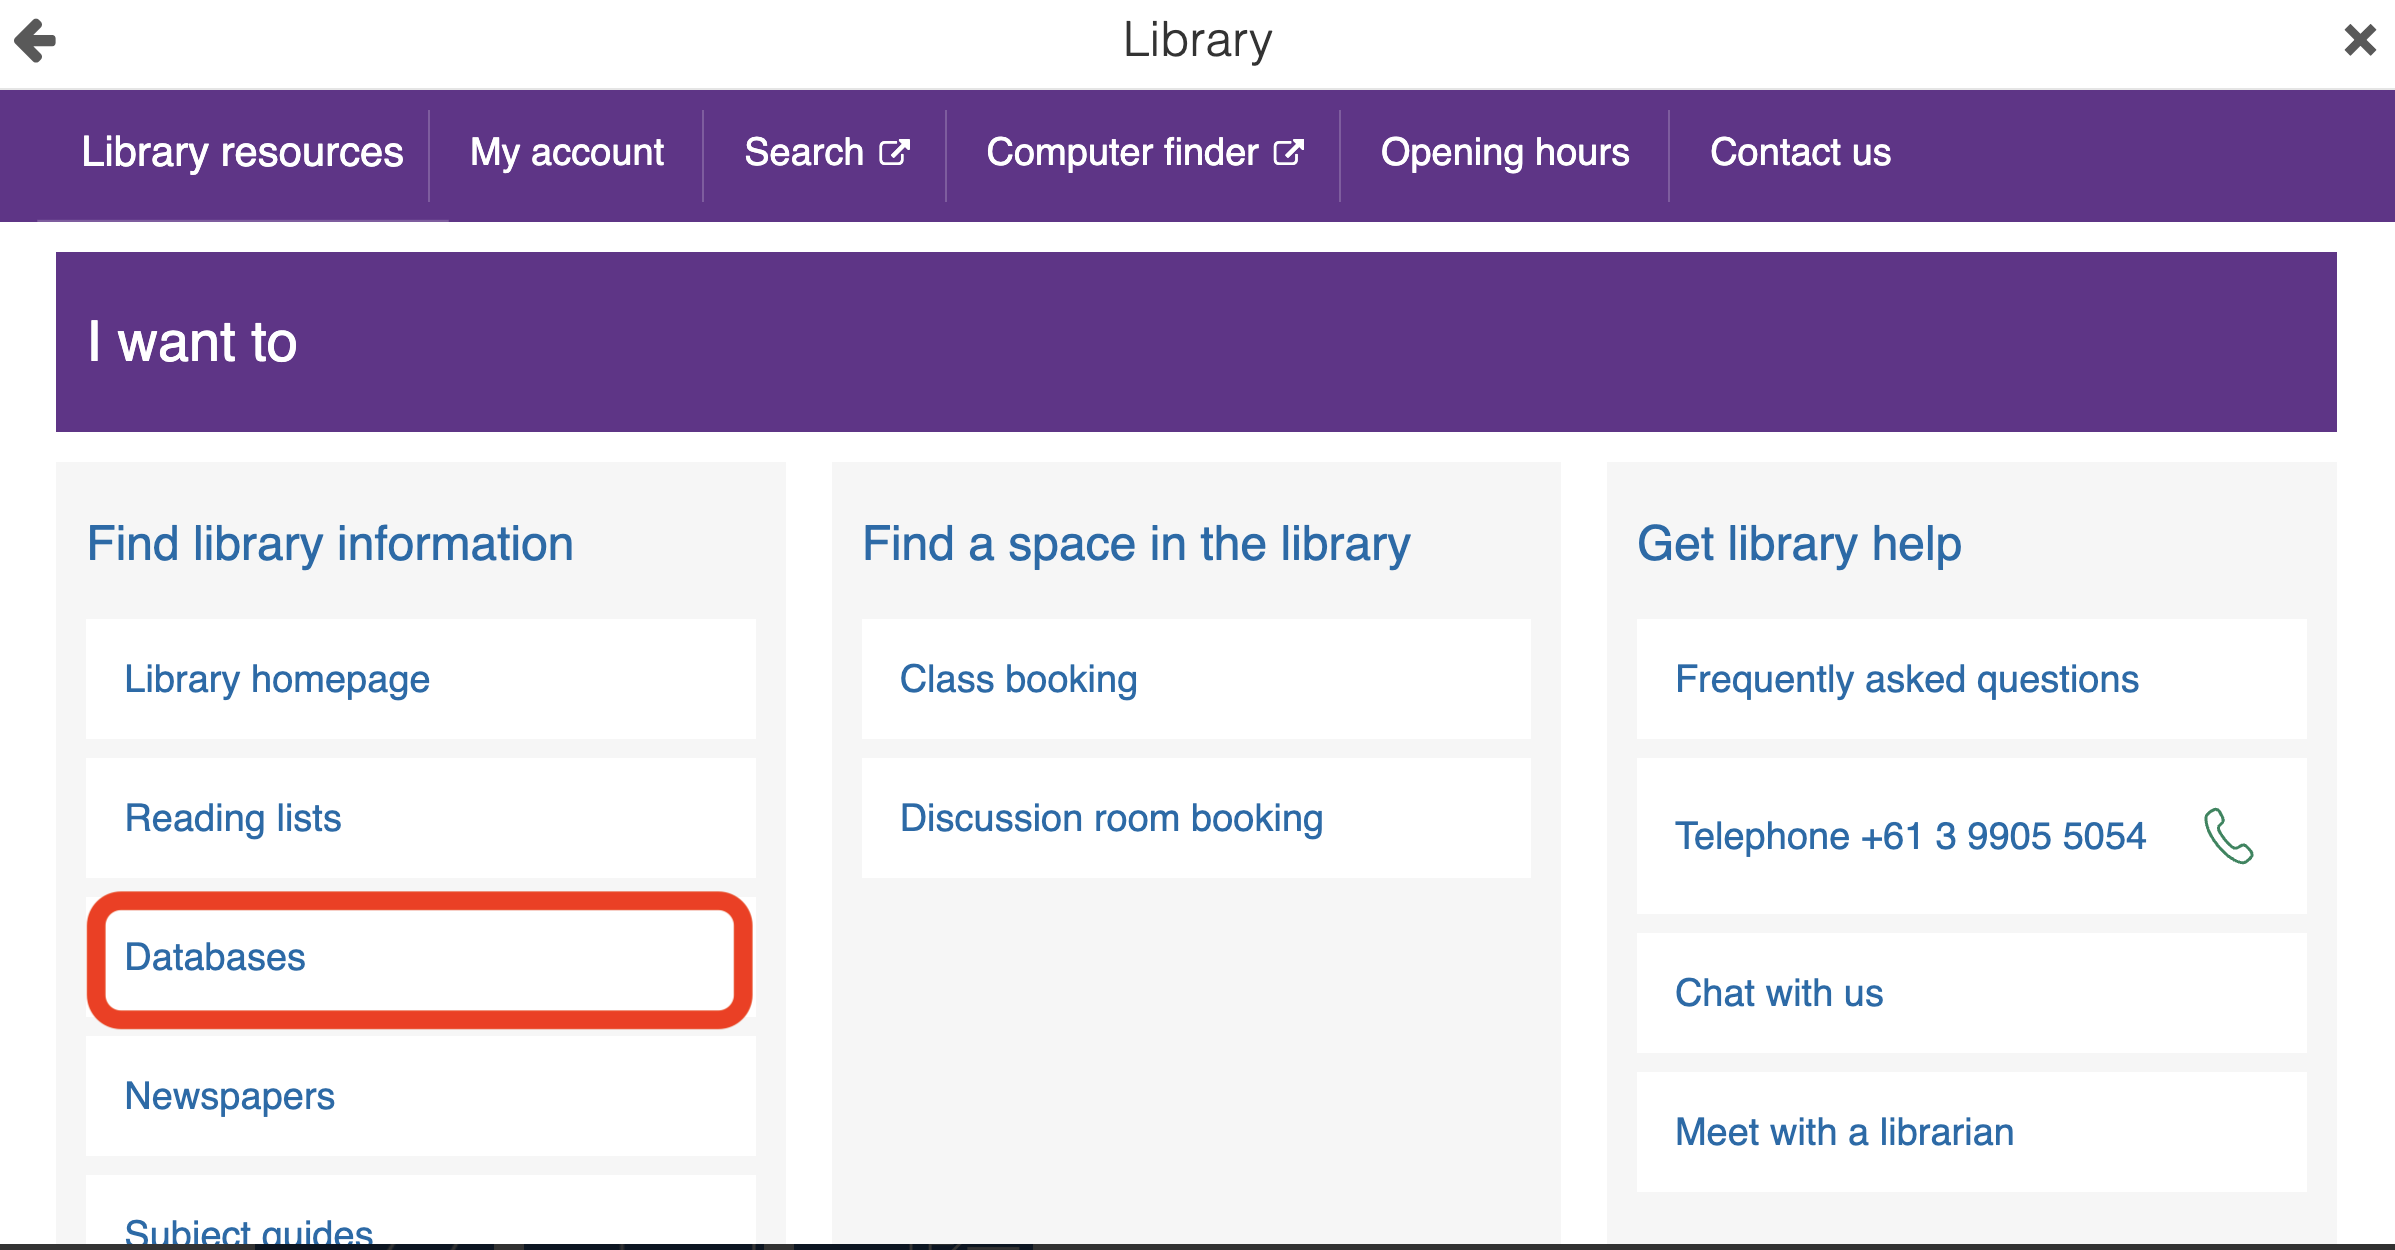 Library
Library resources
My account
Search
Computer finder
Opening hours
Contact us
I want to
Find library information
Library homepage
Reading lists
Databases
Newspapers
Subject guides
Find a space in the library
Class booking
Discussion room booking
Get library help
Frequently asked questions
Telephone +61 3 9905 5054
Chat with us
Meet with a librarian